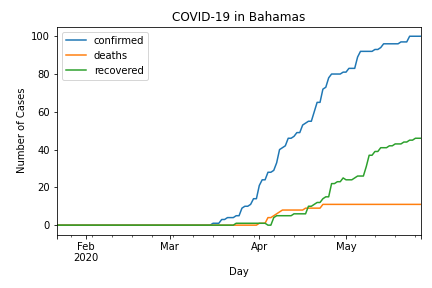 COVID-19 in Bahamas
confirmed
deaths
recovered
100
80
60
40
20
0
Number of Cases
Feb
2020
Mar
Apr
May
Day